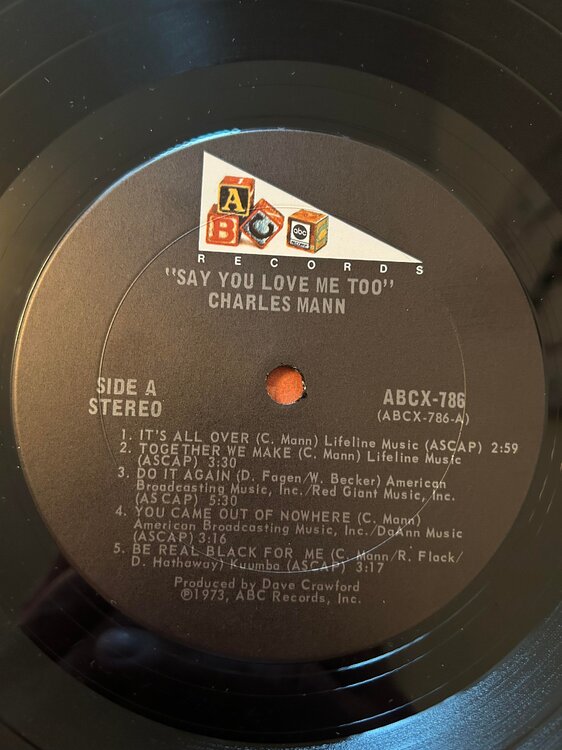 A
B C abc
RECORDS
"SAY YOU LOVE ME TOO"
CHARLES MANN
SIDE A
STEREO
ABCX-786
(ABCX-786-A)
1. IT'S ALL OVER (C. Mann) Lifeline Music (ASCAP) 2:59
2. TOGETHER WE MAKE (C. Mann) Lifeline Music
(ASCAP) 3:30
3. DO IT AGAIN (D. Fagen/W. Becker) American
Broadcasting Music, Inc./Red Giant Music, Inc.
(ASCAP) 5:30
4. YOU CAME OUT OF NOWHERE (C. Mann)
American Broadcasting Music, Inc./DaAnn Music
(ASCAP) 3:16
5. BE REAL BLACK FOR ME (C. Mann/R. Flack/
D. Hathaway) Kuumba (ASCAP) 3:17
Produced by Dave Crawford
℗1973, ABC Records, Inc.